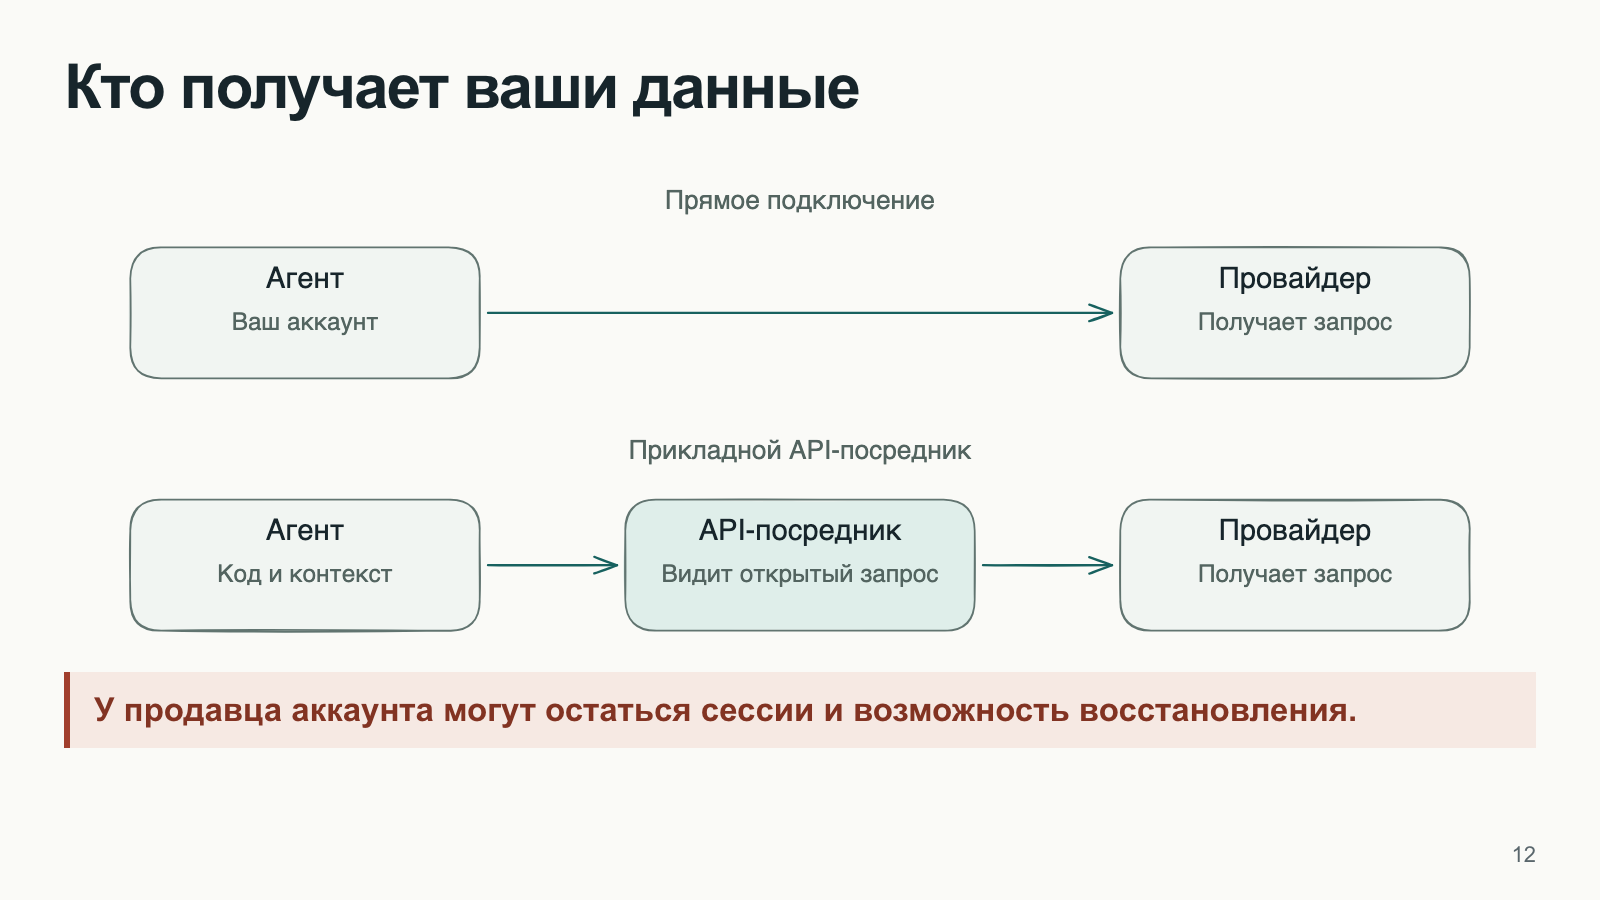 Кто получает ваши данные
Прямое подключение
Агент
Ваш аккаунт
Провайдер
Получает запрос
Прикладной API-посредник
Агент
Код и контекст
API-посредник
Видит открытый запрос
Провайдер
Получает запрос
У продавца аккаунта могут остаться сессии и возможность восстановления.
12